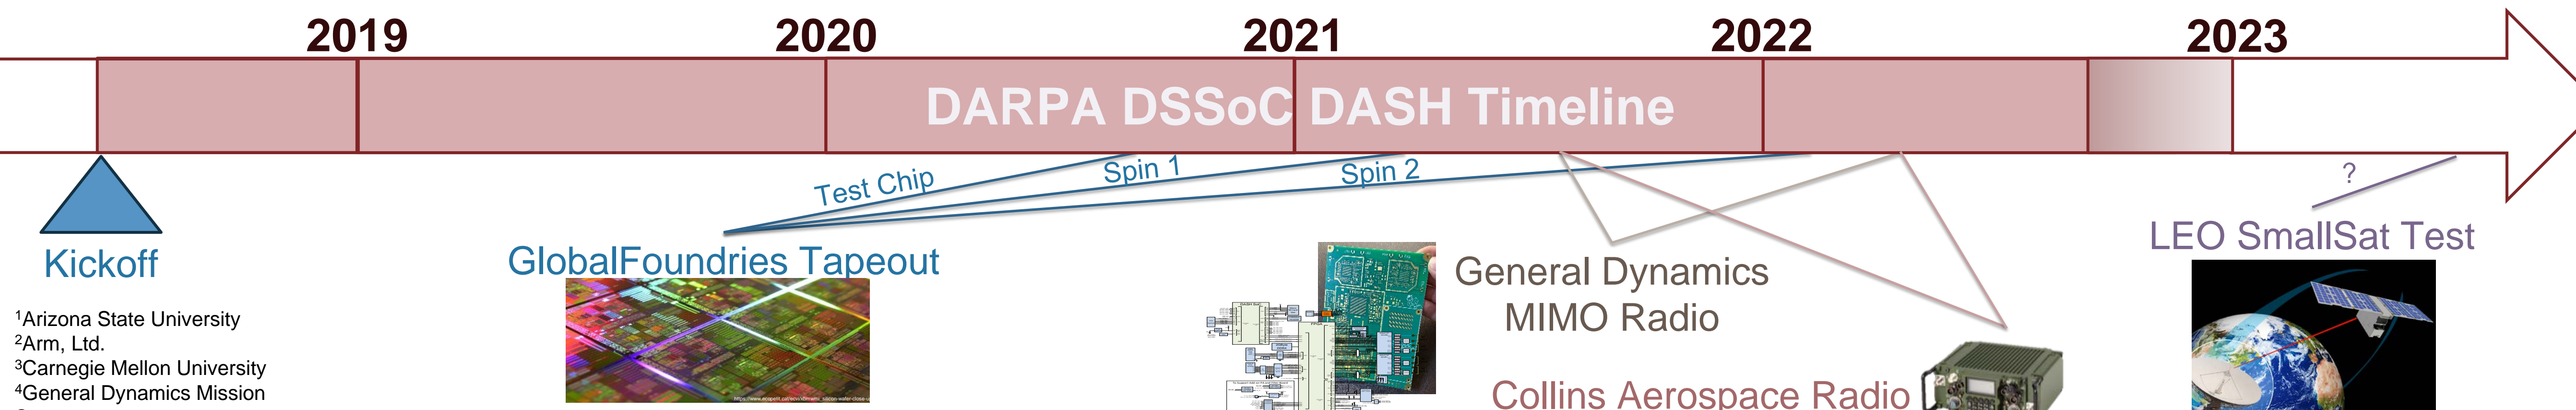 2019
2020
2021
2022
2023
DARPA DSSoC DASH Timeline
Test Chip
Spin 1
Spin 2
?
Kickoff
GlobalFoundries Tapeout
General Dynamics
MIMO Radio
LEO SmallSat Test
Collins Aerospace Radio
¹Arizona State University
²Arm, Ltd.
³Carnegie Mellon University
⁴General Dynamics Mission